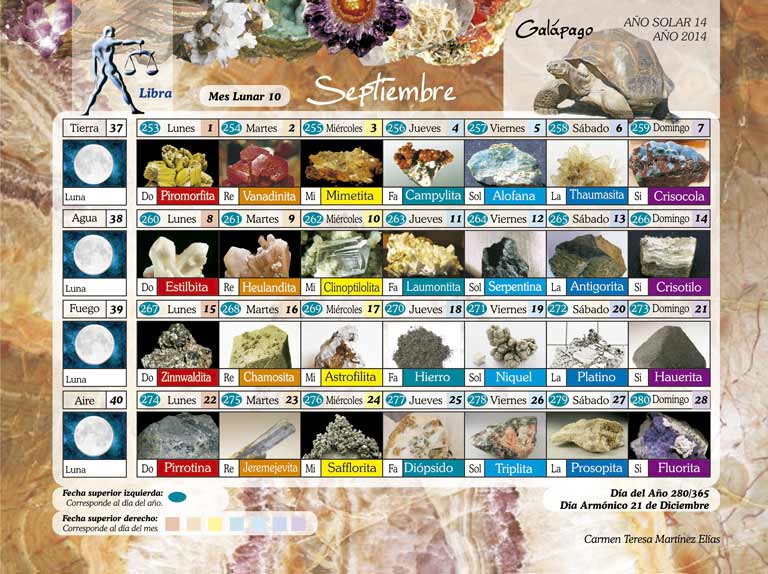 Galápago
AÑO SOLAR 14
AÑO 2014
Libra
Mes Lunar 10
Septiembre
Tierra 37 253 Lunes 1 254 Martes 2 255 Miércoles 3 256 Jueves 4 257 Viernes 5 258 Sábado 6 259 Domingo 7
Luna Do Piromorfita Re Vanadinita Mi Mimetita Fa Campylita Sol Alofana La Thaumasita Si Crisocola
Agua 38 260 Lunes 8 261 Martes 9 262 Miércoles 10 263 Jueves 11 264 Viernes 12 265 Sábado 13 266 Domingo 14
Luna Do Estilbita Re Heulandita Mi Clinoptilolita Fa Laumontita Sol Serpentina La Antigorita Si Crisotilo
Fuego 39 267 Lunes 15 268 Martes 16 269 Miércoles 17 270 Jueves 18 271 Viernes 19 272 Sábado 20 273 Domingo 21
Luna Do Zinnwaldita Re Chamosita Mi Astrofilita Fa Hierro Sol Niquel La Platino Si Hauerita
Aire 40 274 Lunes 22 275 Martes 23 276 Miércoles 24 277 Jueves 25 278 Viernes 26 279 Sábado 27 280 Domingo 28
Luna Do Pirrotina Re Jeremejevita Mi Safflorita Fa Diópsido Sol Triplita La Prosopita Si Fluorita
Fecha superior izquierda:
Corresponde al día del año.
Fecha superior derecho:
Corresponde al día del mes
Día del Año 280/365
Día Armónico 21 de Diciembre
Carmen Teresa Martínez Elías